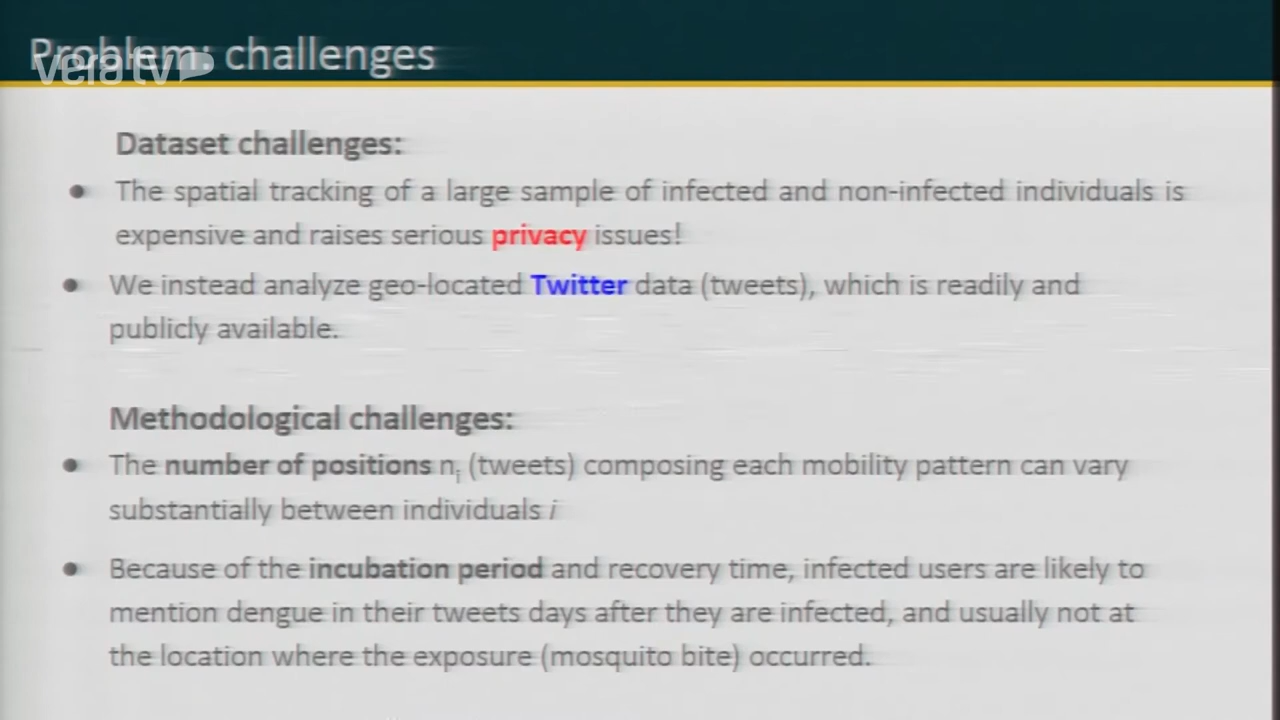 Problem: challenges
vera tv
Dataset challenges:
● The spatial tracking of a large sample of infected and non-infected individuals is
expensive and raises serious privacy issues!
● We instead analyze geo-located Twitter data (tweets), which is readily and
publicly available.
Methodological challenges:
● The number of positions nᵢ (tweets) composing each mobility pattern can vary
substantially between individuals i
● Because of the incubation period and recovery time, infected users are likely to
mention dengue in their tweets days after they are infected, and usually not at
the location where the exposure (mosquito bite) occurred.